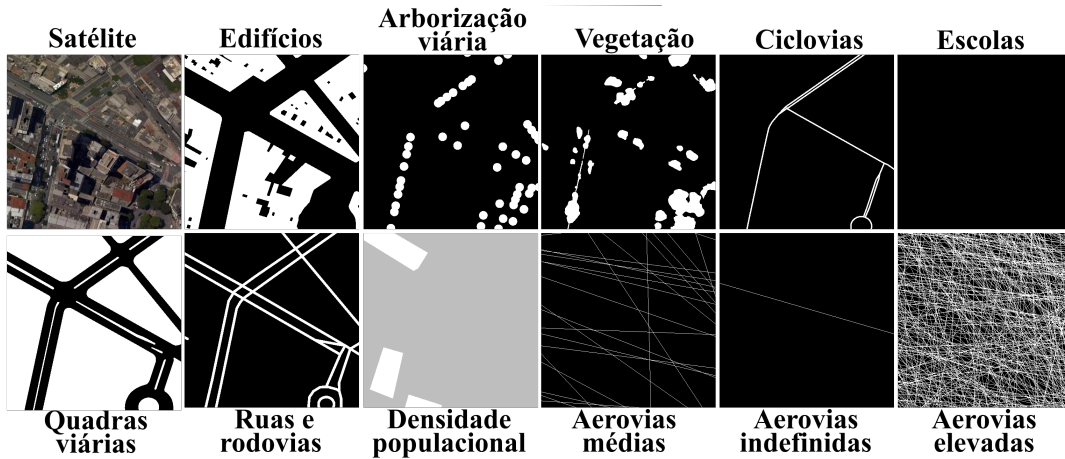 Satélite
Edifícios
Arborização
viária
Vegetação
Ciclovias
Escolas
Quadras
viárias
Ruas e
rodovias
Densidade
populacional
Aerovias
médias
Aerovias
indefinidas
Aerovias
elevadas